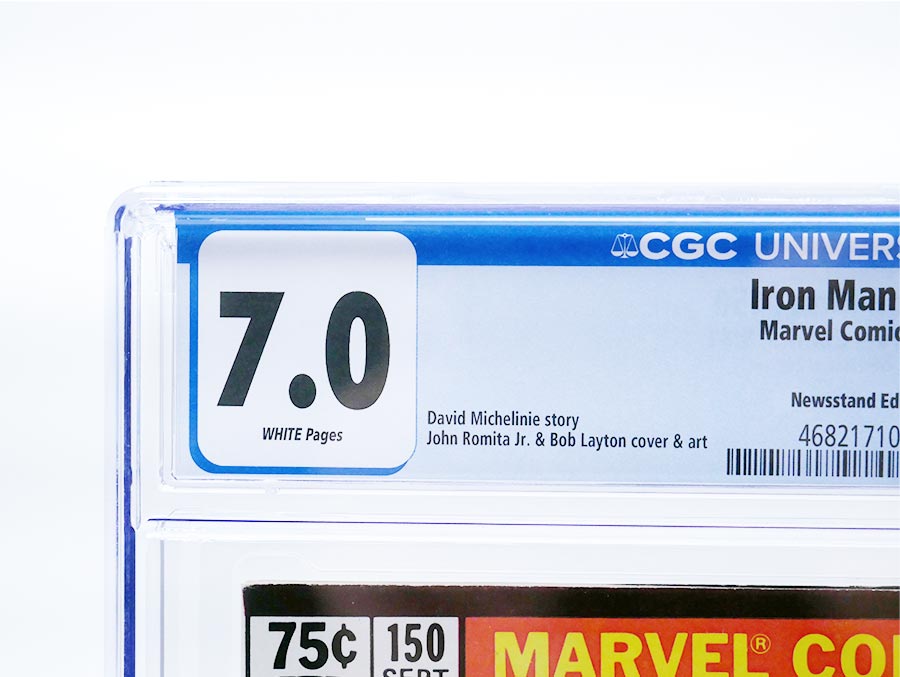 CGC UNIVERS
7.0
WHITE Pages
Iron Man
Marvel Comic
Newsstand Ed
David Michelinie story
John Romita Jr. & Bob Layton cover & art
46821710
75¢ 150
SEPT
MARVEL® CO